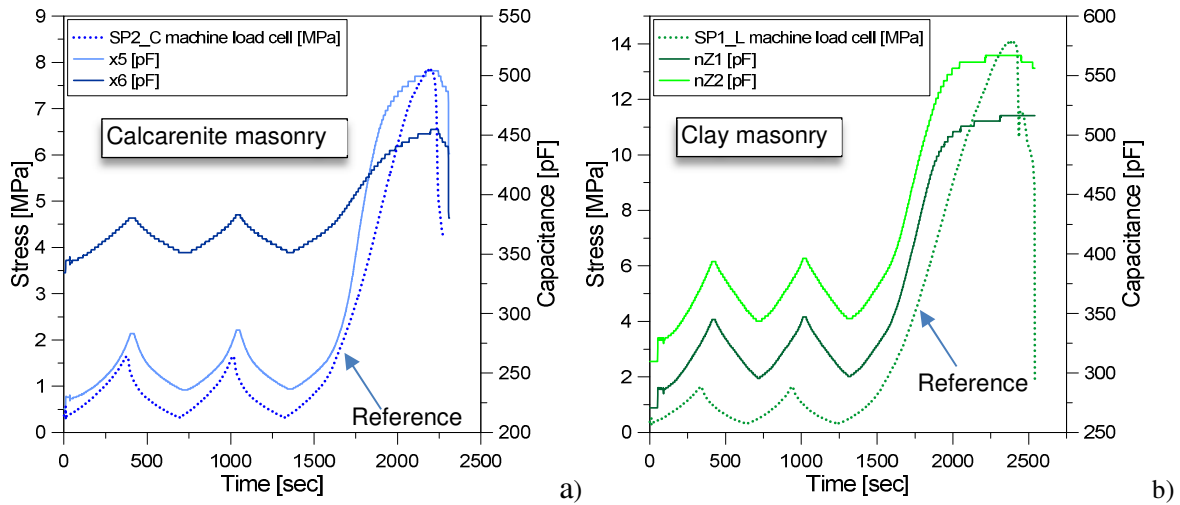 9
8
7
6
5
4
3
2
1
0
Stress [MPa]
550
500
450
400
350
300
250
200
Capacitance [pF]
SP2_C machine load cell [MPa]
x5 [pF]
x6 [pF]
Calcarenite masonry
Reference
0 500 1000 1500 2000 2500
Time [sec]
a)
14
12
10
8
6
4
2
0
Stress [MPa]
600
550
500
450
400
350
300
250
Capacitance [pF]
SP1_L machine load cell [MPa]
nZ1 [pF]
nZ2 [pF]
Clay masonry
Reference
0 500 1000 1500 2000 2500
Time [sec]
b)